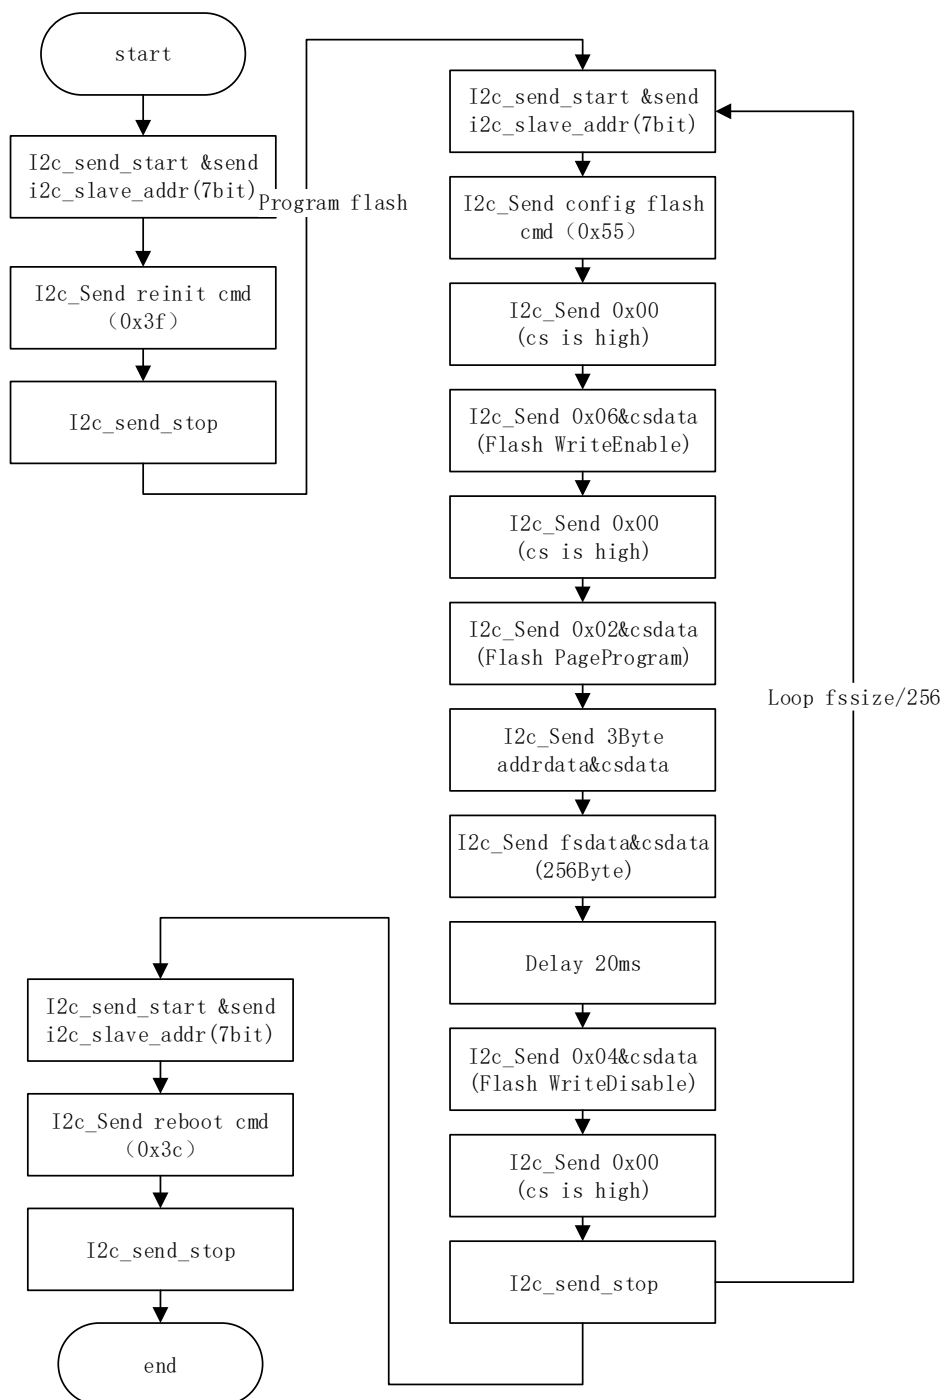 start
I2c_send_start &send
i2c_slave_addr(7bit)
I2c_Send reinit cmd
（0x3f）
I2c_send_stop
Program flash
I2c_send_start &send
i2c_slave_addr(7bit)
I2c_Send config flash
cmd（0x55）
I2c_Send 0x00
(cs is high)
I2c_Send 0x06&csdata
(Flash WriteEnable)
I2c_Send 0x00
(cs is high)
I2c_Send 0x02&csdata
(Flash PageProgram)
I2c_Send 3Byte
addrdata&csdata
I2c_Send fsdata&csdata
(256Byte)
Delay 20ms
I2c_Send 0x04&csdata
(Flash WriteDisable)
I2c_Send 0x00
(cs is high)
I2c_send_stop
Loop fssize/256
I2c_send_start &send
i2c_slave_addr(7bit)
I2c_Send reboot cmd
（0x3c）
I2c_send_stop
end